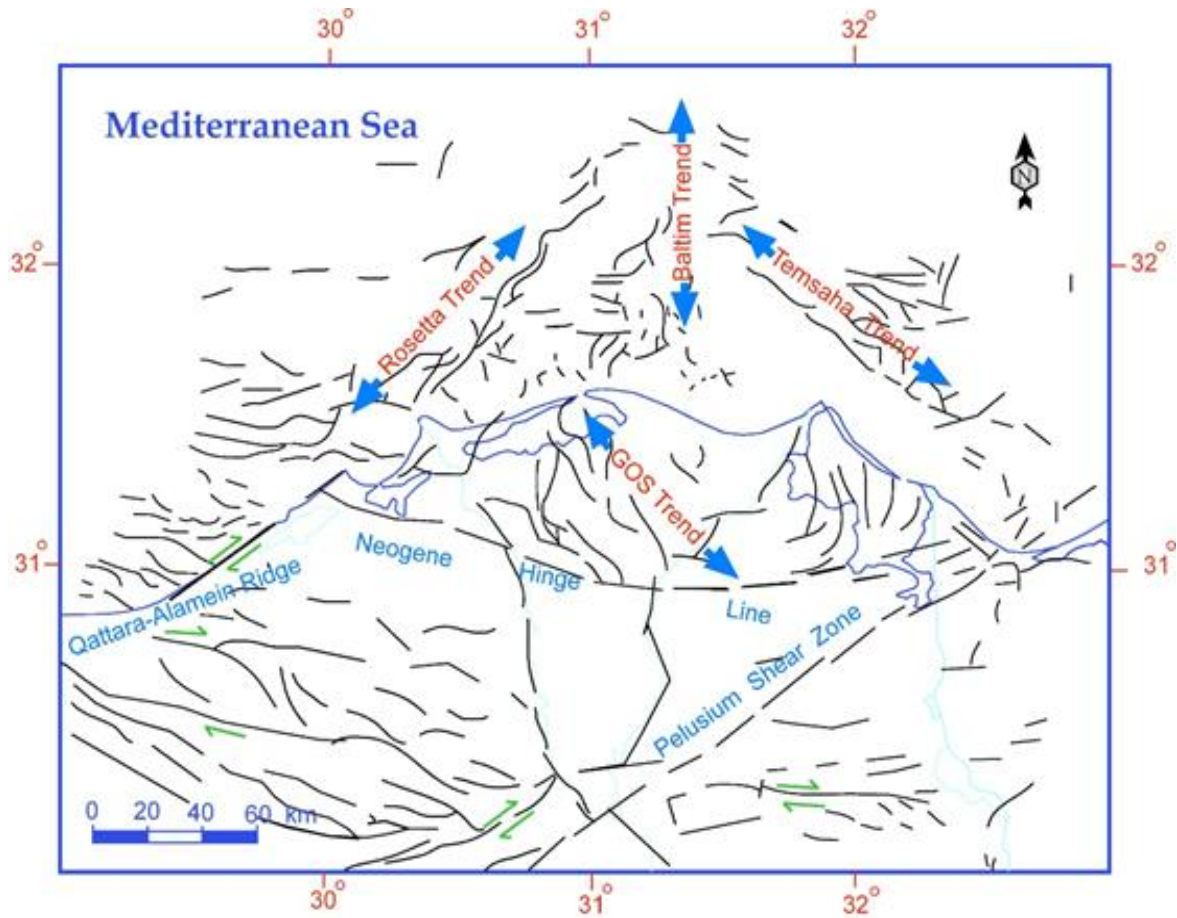 30° 31° 32°
Mediterranean Sea
N
Baltim Trend
Rosetta Trend
Temsaha Trend
32° 32°
GOS Trend
31° 31°
Neogene Hinge Line
Qattara-Alamein Ridge
Pelusium Shear Zone
0 20 40 60 km
30° 31° 32°